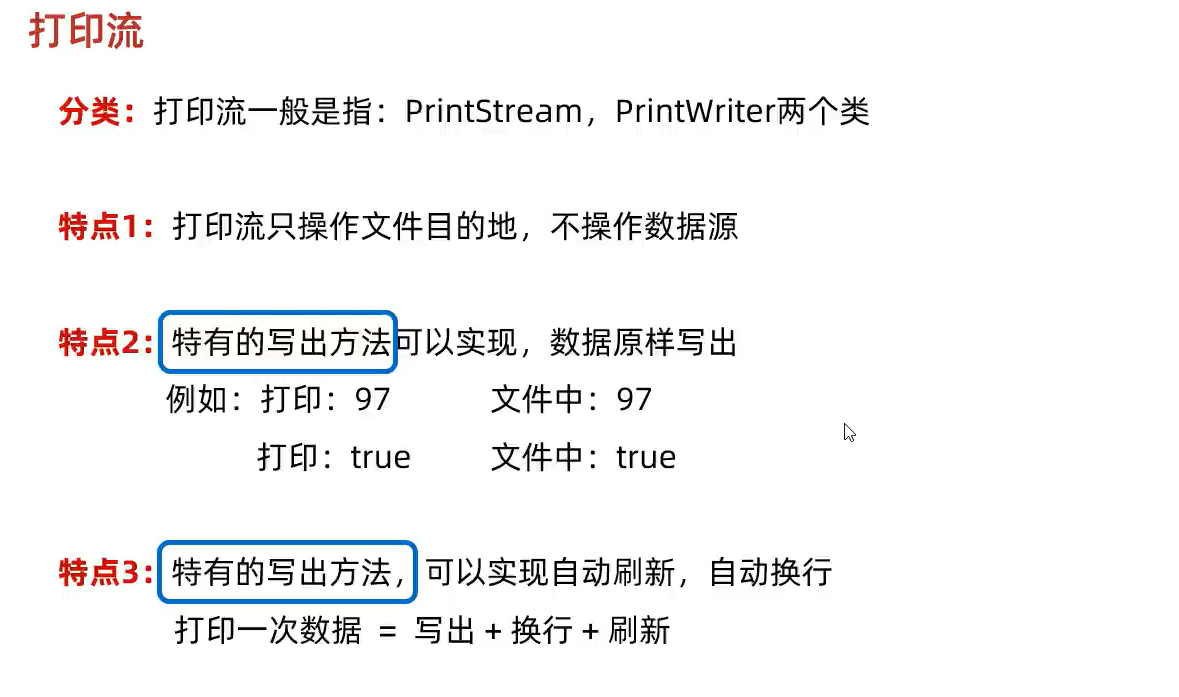 打印流
分类：打印流一般是指：PrintStream，PrintWriter两个类
特点1：打印流只操作文件目的地，不操作数据源
特点2：特有的写出方法可以实现，数据原样写出
例如：打印：97 文件中：97
打印：true 文件中：true
特点3：特有的写出方法，可以实现自动刷新，自动换行
打印一次数据 = 写出 + 换行 + 刷新